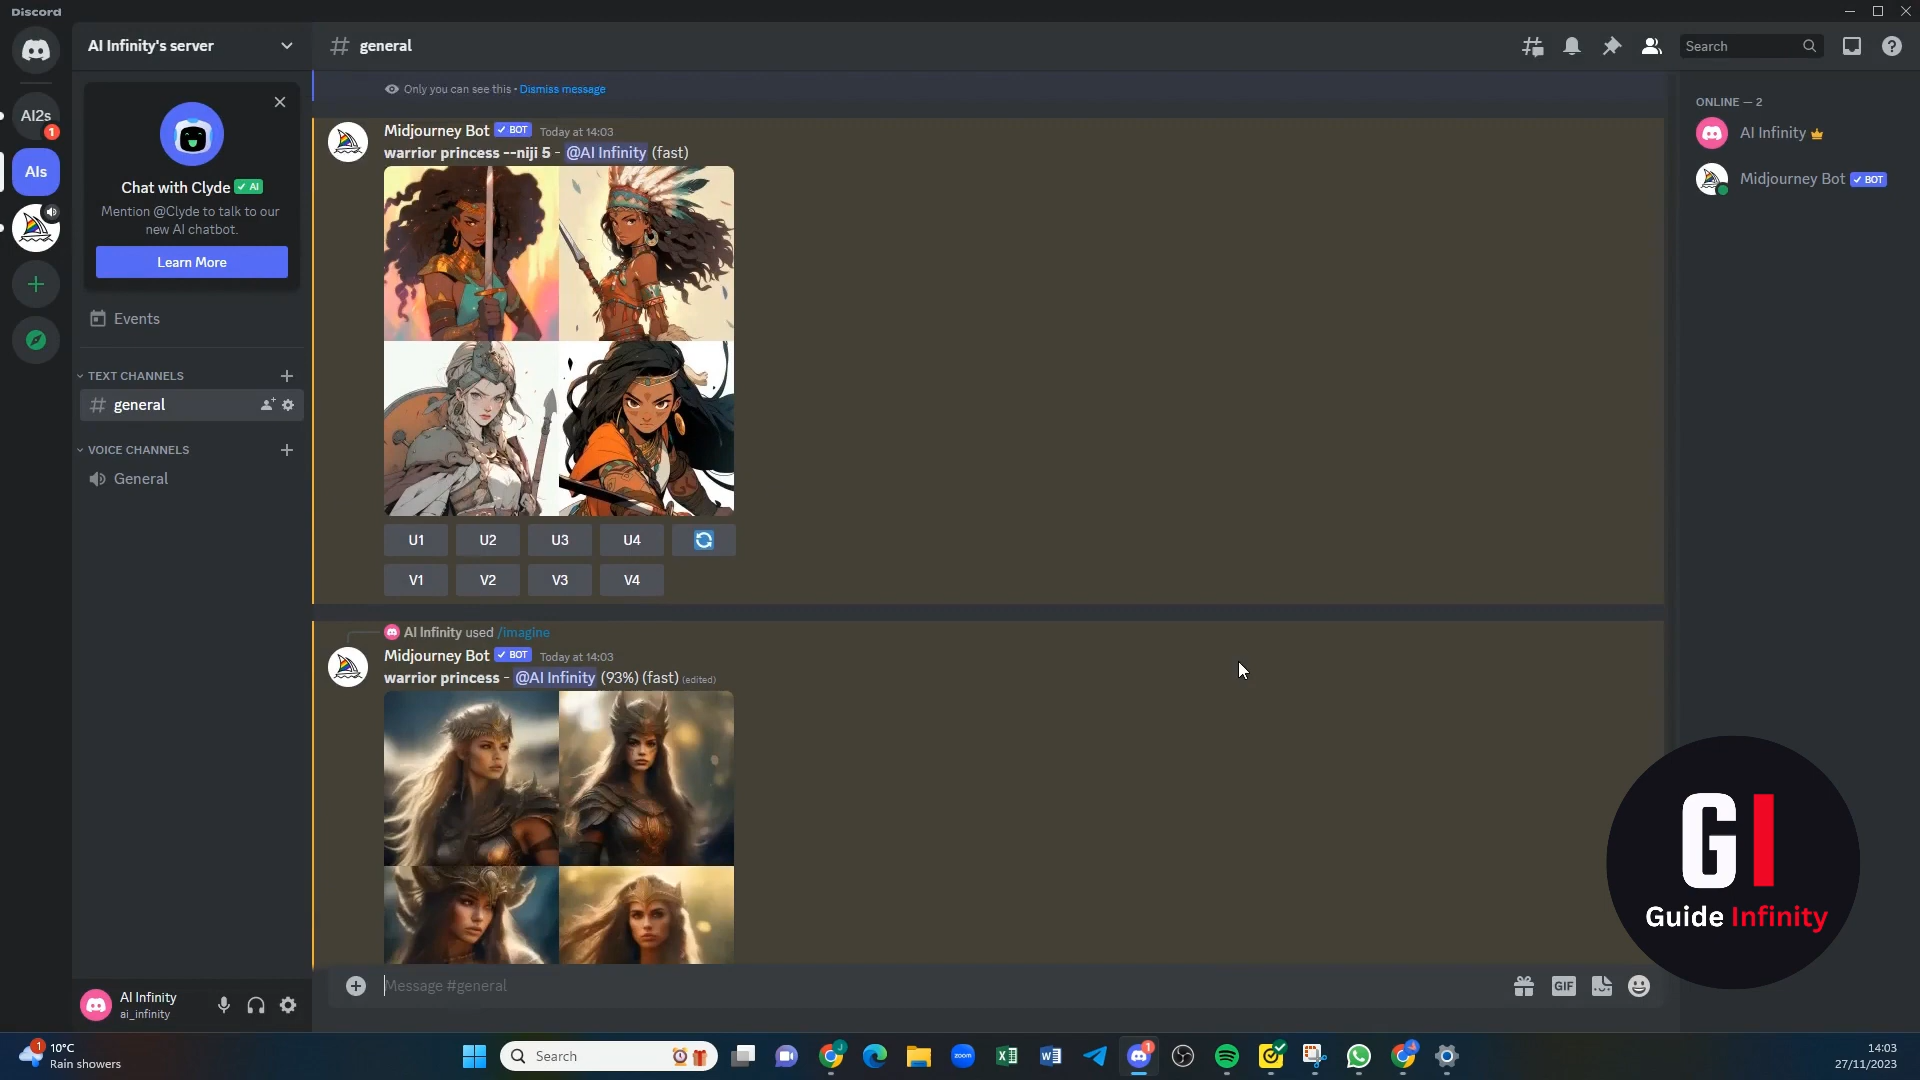 Discord
AI Infinity's server
general
Search
AI2s
1
AIs
Chat with Clyde ✓ AI
Mention @Clyde to talk to our
new AI chatbot.
Learn More
Events
TEXT CHANNELS
general
VOICE CHANNELS
General
AI Infinity
ai_infinity
Only you can see this • Dismiss message
Midjourney Bot ✓ BOT Today at 14:03
warrior princess --niji 5 - @AI Infinity (fast)
U1 U2 U3 U4
V1 V2 V3 V4
AI Infinity used /imagine
Midjourney Bot ✓ BOT Today at 14:03
warrior princess - @AI Infinity (93%) (fast) (edited)
Message #general
GIF
ONLINE — 2
AI Infinity
Midjourney Bot ✓ BOT
GI
Guide Infinity
1
10°C
Rain showers
Search
J
zoom
1
14:03
27/11/2023